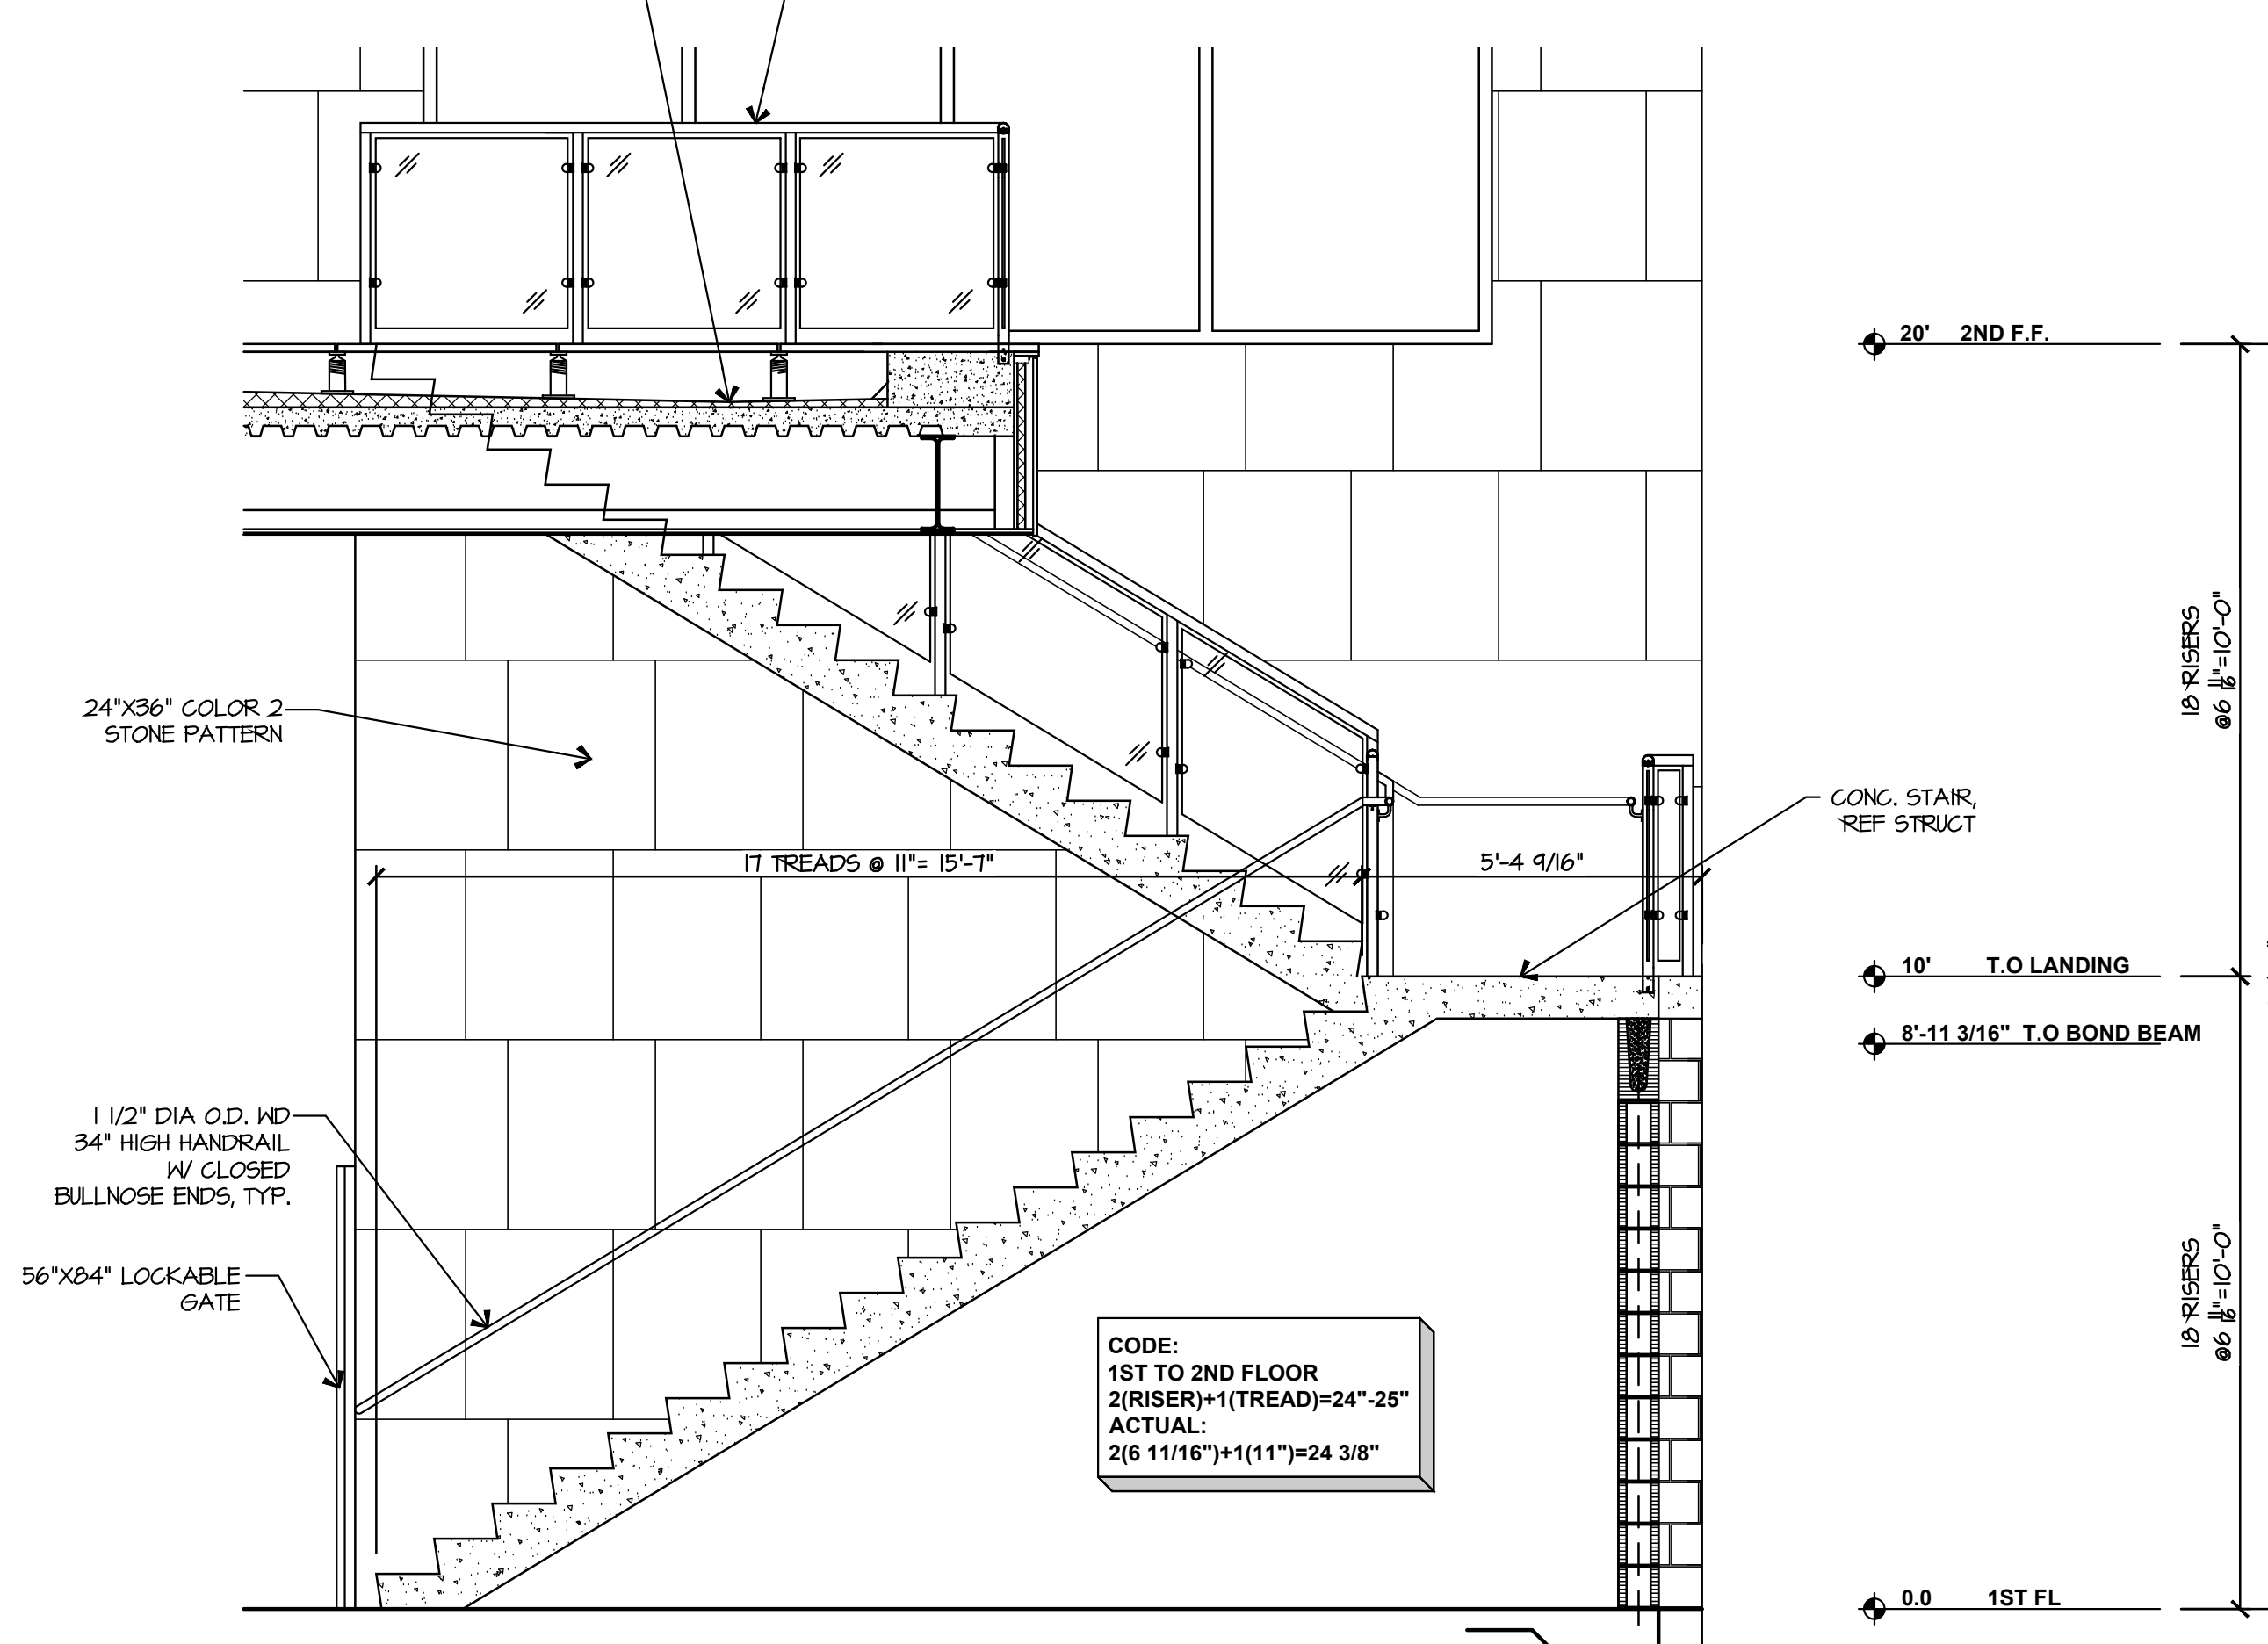 20' 2ND F.F.
18 RISERS
@6 11/16"=10'-0"
24"X36" COLOR 2
STONE PATTERN
CONC. STAIR,
REF STRUCT
17 TREADS @ 11"= 15'-7"
5'-4 9/16"
10' T.O LANDING
8'-11 3/16" T.O BOND BEAM
1 1/2" DIA O.D. WD
34" HIGH HANDRAIL
W/ CLOSED
BULLNOSE ENDS, TYP.
56"X84" LOCKABLE
GATE
18 RISERS
@6 11/16"=10'-0"
CODE:
1ST TO 2ND FLOOR
2(RISER)+1(TREAD)=24"-25"
ACTUAL:
2(6 11/16")+1(11")=24 3/8"
0.0 1ST FL